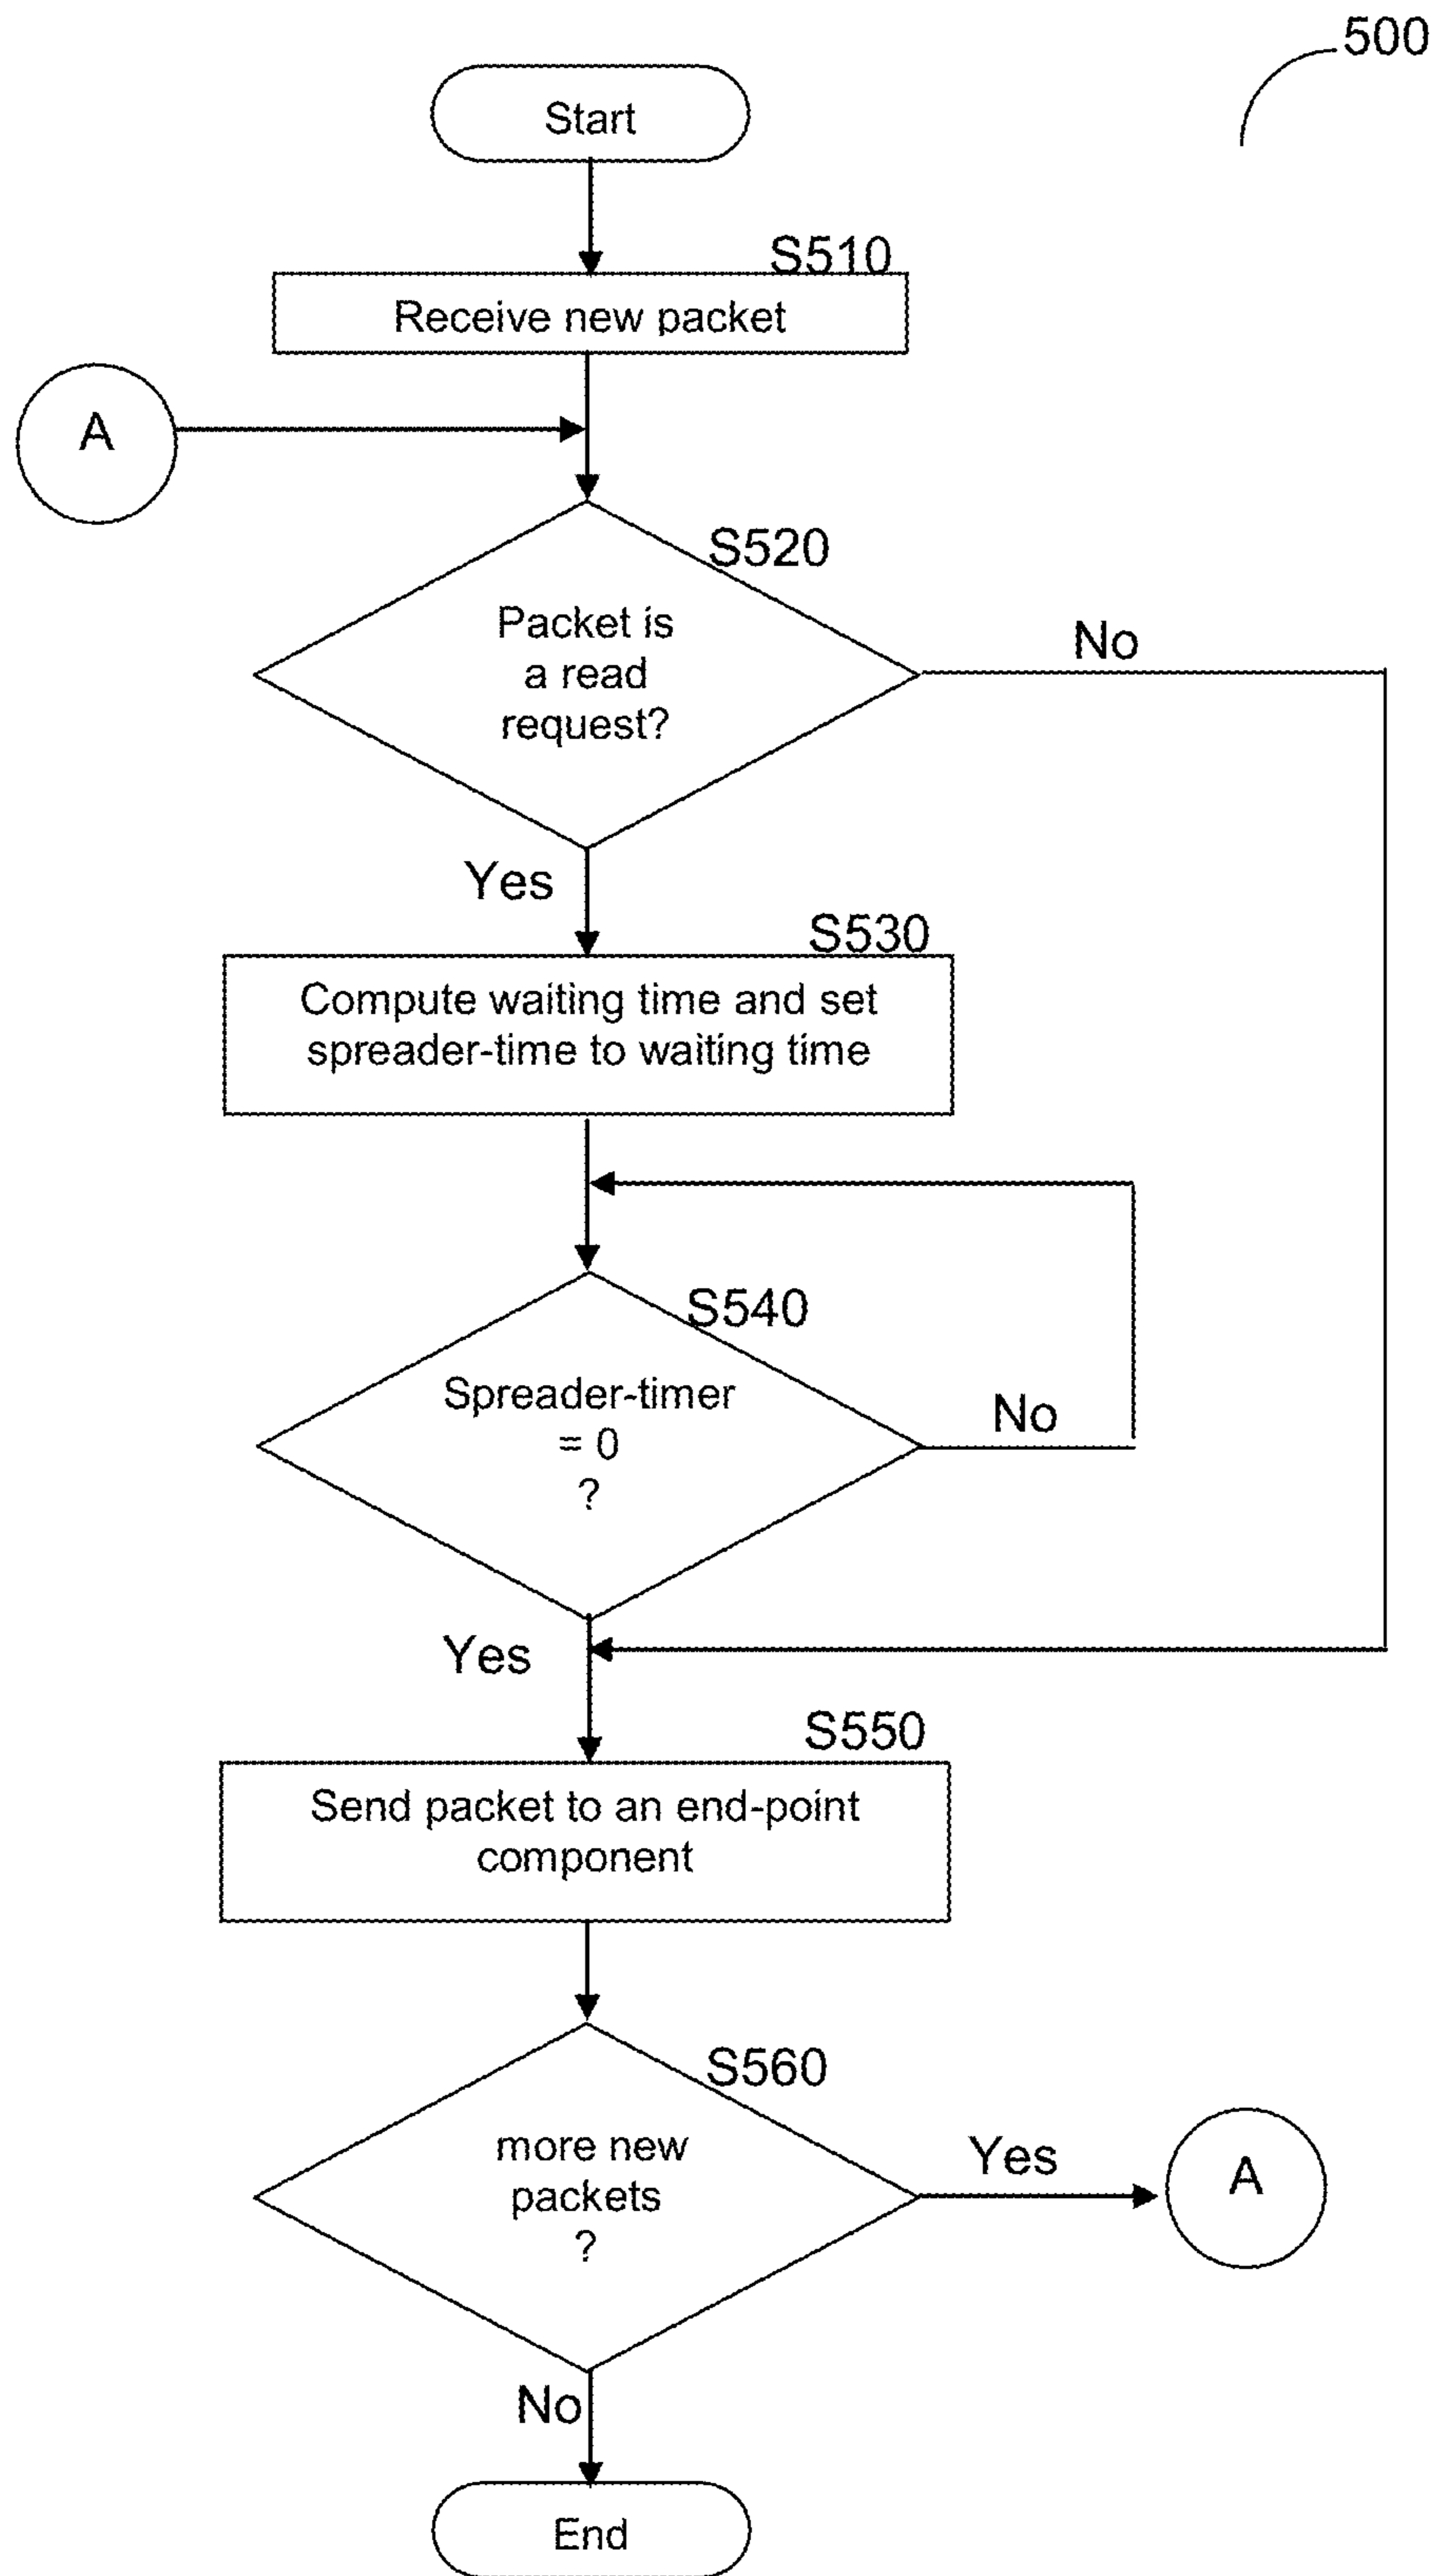 500
Start
S510
Receive new packet
A
S520
Packet is
a read
request?
No
Yes
S530
Compute waiting time and set
spreader-time to waiting time
S540
Spreader-timer
= 0
?
No
Yes
S550
Send packet to an end-point
component
S560
more new
packets
?
Yes
A
No
End